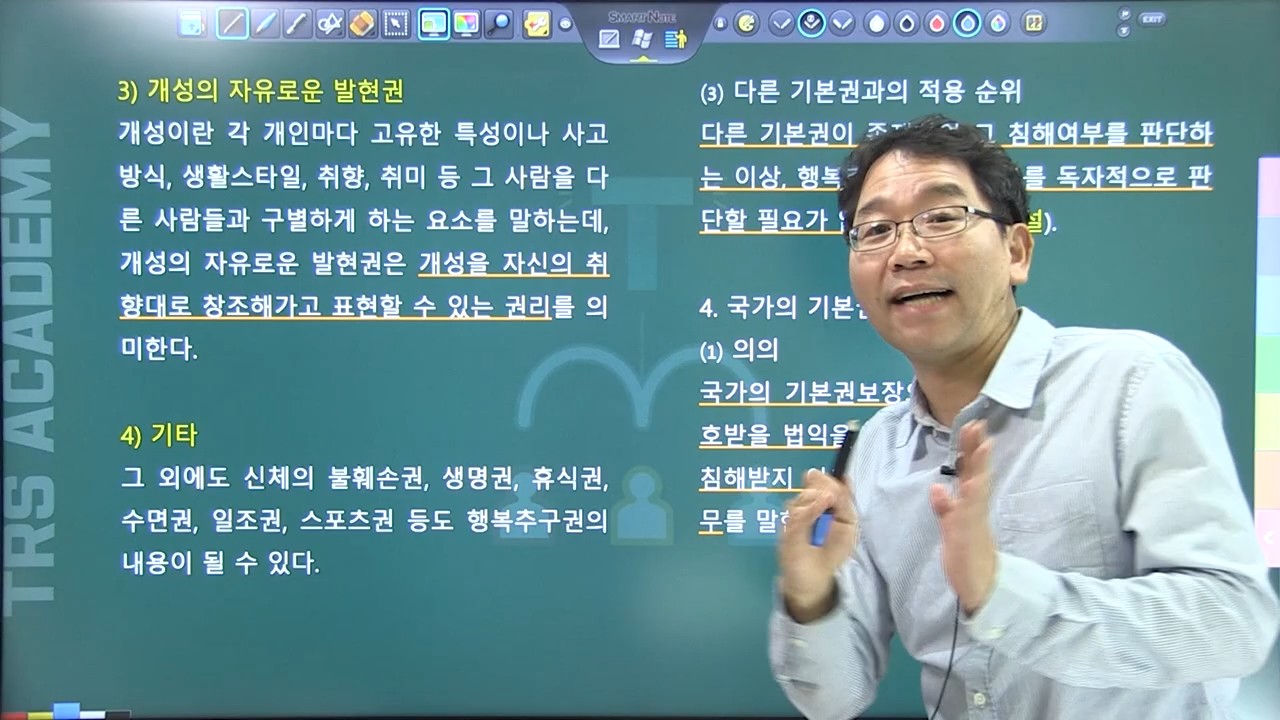 SMARTNOTE
EXIT
TRS ACADEMY
3) 개성의 자유로운 발현권
개성이란 각 개인마다 고유한 특성이나 사고
방식, 생활스타일, 취향, 취미 등 그 사람을 다
른 사람들과 구별하게 하는 요소를 말하는데,
개성의 자유로운 발현권은 개성을 자신의 취
향대로 창조해가고 표현할 수 있는 권리를 의
미한다.
4) 기타
그 외에도 신체의 불훼손권, 생명권, 휴식권,
수면권, 일조권, 스포츠권 등도 행복추구권의
내용이 될 수 있다.
(3) 다른 기본권과의 적용 순위
다른 기본권이 침해여부를 판단하
는 이상, 를 독자적으로 판
단할 필요가 ).
4. 국가의
(1) 의의
국가의
호받을 법익을
침해받지
무를